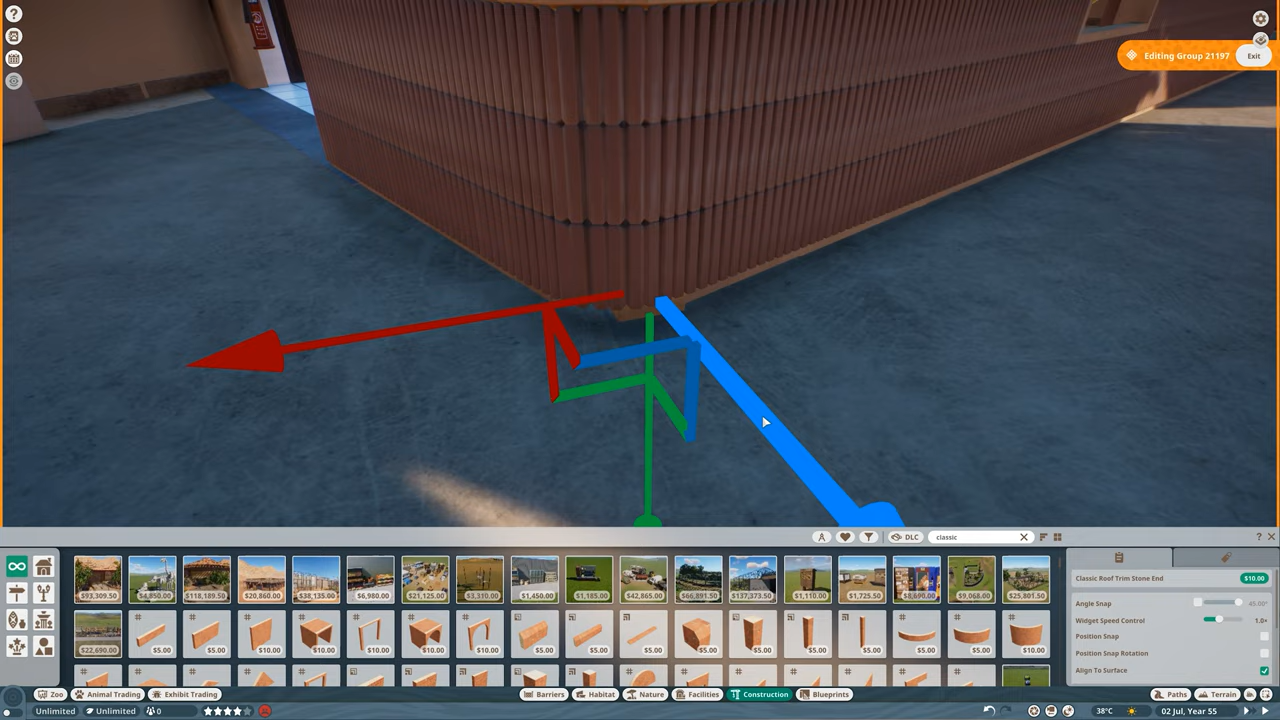 Editing Group 21197
Exit
DLC
classic
$93,309.50
$4,850.00
$118,189.50
$20,860.00
$38,135.00
$6,980.00
$21,125.00
$3,310.00
$1,450.00
$1,185.00
$42,865.00
$66,891.50
$137,373.50
$1,110.00
$1,725.50
$8,690.00
$9,068.00
$25,801.50
$22,690.00
$5.00
$5.00
$10.00
$10.00
$10.00
$10.00
$10.00
$5.00
$5.00
$5.00
$5.00
$5.00
$5.00
$5.00
$5.00
$5.00
$10.00
Classic Roof Trim Stone End
$10.00
Angle Snap
45.00°
Widget Speed Control
1.0×
Position Snap
Position Snap Rotation
Align To Surface
Zoo
Animal Trading
Exhibit Trading
Barriers
Habitat
Nature
Facilities
Construction
Blueprints
Paths
Terrain
Unlimited
Unlimited
0
38°C
02 Jul, Year 55